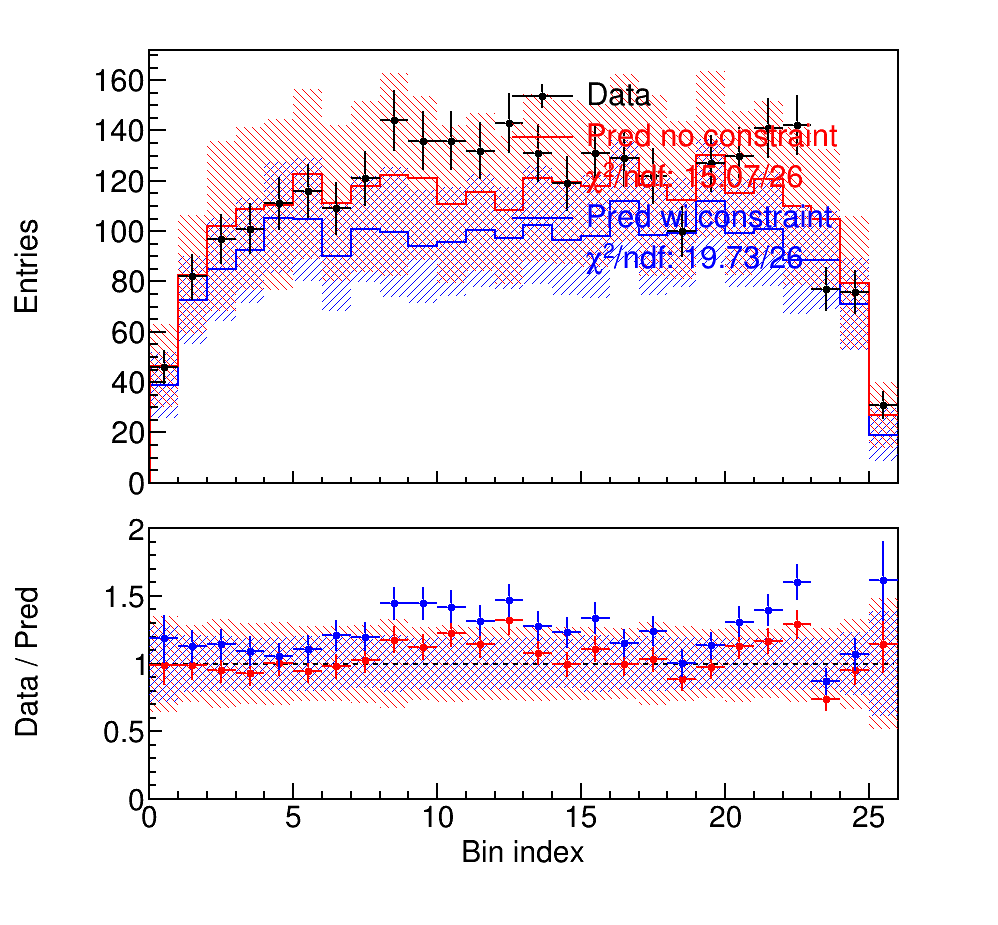 160
140
120
100
80
60
40
20
0
Entries
Data
Pred no constraint
χ²/ndf: 15.07/26
Pred w/ constraint
χ²/ndf: 19.73/26
2
1.5
1
0.5
0
Data / Pred
0 5 10 15 20 25
Bin index